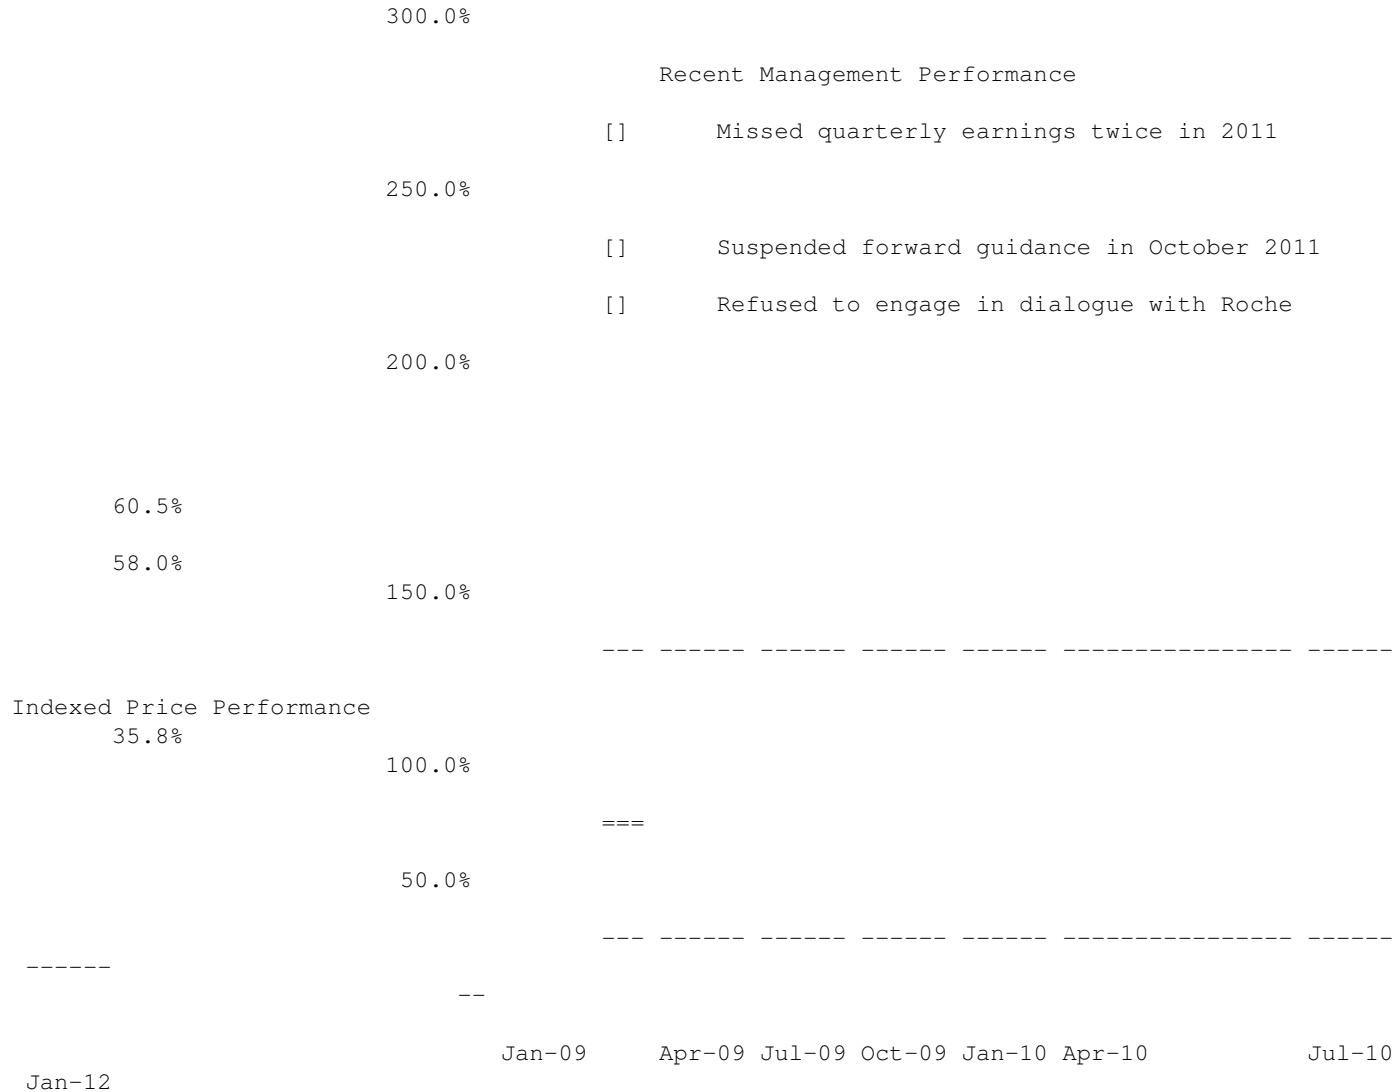 300.0%
Recent Management Performance
[] Missed quarterly earnings twice in 2011
250.0%
[] Suspended forward guidance in October 2011
[] Refused to engage in dialogue with Roche
200.0%
60.5%
58.0%
150.0%
--- ------ ------ ------ ------ ---------------- ------
Indexed Price Performance
35.8%
100.0%
===
50.0%
--- ------ ------ ------ ------ ---------------- ------
------
--
Jan-09 Apr-09 Jul-09 Oct-09 Jan-10 Apr-10 Jul-10
Jan-12